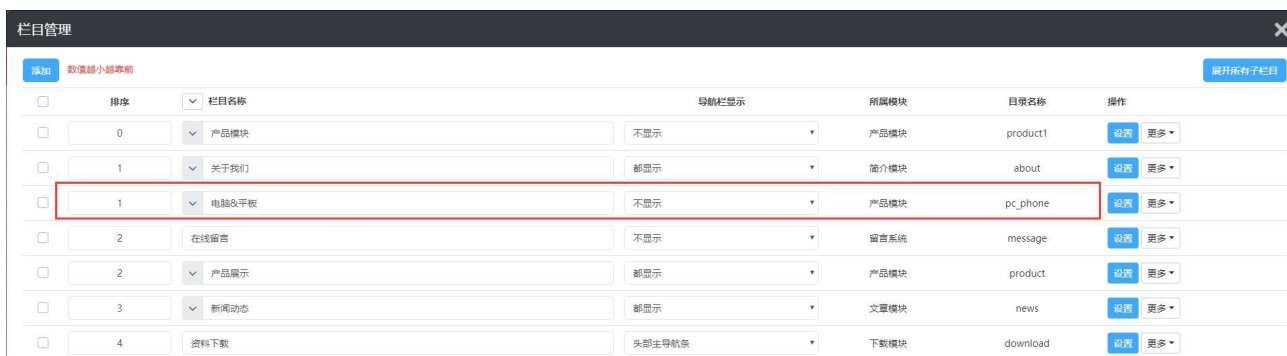 栏目管理
添加 数值越小越靠前 展开所有子栏目
排序 栏目名称 导航栏显示 所属模块 目录名称 操作
0 产品模块 不显示 产品模块 product1 设置 更多
1 关于我们 都显示 简介模块 about 设置 更多
1 电脑&平板 不显示 产品模块 pc_phone 设置 更多
2 在线留言 不显示 留言系统 message 设置 更多
2 产品展示 都显示 产品模块 product 设置 更多
3 新闻动态 都显示 文章模块 news 设置 更多
4 资料下载 头部主导航条 下载模块 download 设置 更多